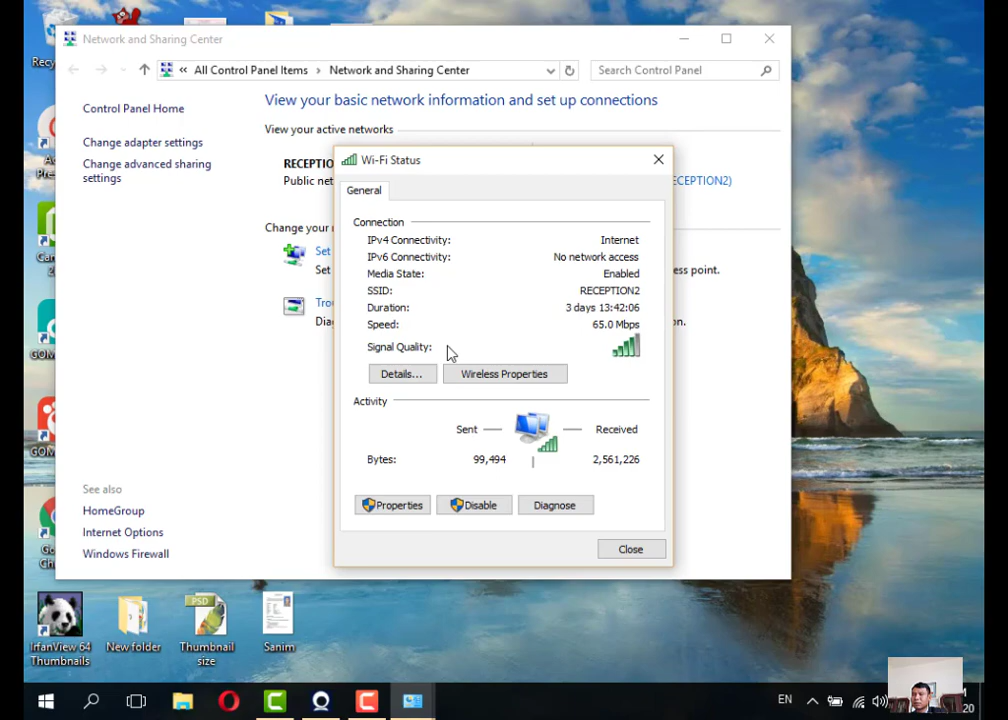 Network and Sharing Center
All Control Panel Items
Network and Sharing Center
Search Control Panel
Control Panel Home
Change adapter settings
Change advanced sharing
settings
See also
HomeGroup
Internet Options
Windows Firewall
View your basic network information and set up connections
View your active networks
Public net
ECEPTION2)
Change your
Set
Set
ess point.
on.
Wi-Fi Status
General
Connection
IPv4 Connectivity: Internet
IPv6 Connectivity: No network access
Media State: Enabled
SSID: RECEPTION2
Duration: 3 days 13:42:06
Speed: 65.0 Mbps
Signal Quality:
Details...
Wireless Properties
Activity
Sent
Received
Bytes: 99,494 2,561,226
Properties
Disable
Diagnose
Close
IrfanView 64
Thumbnails
New folder
PSD
Thumbnail
size
Sanim
EN